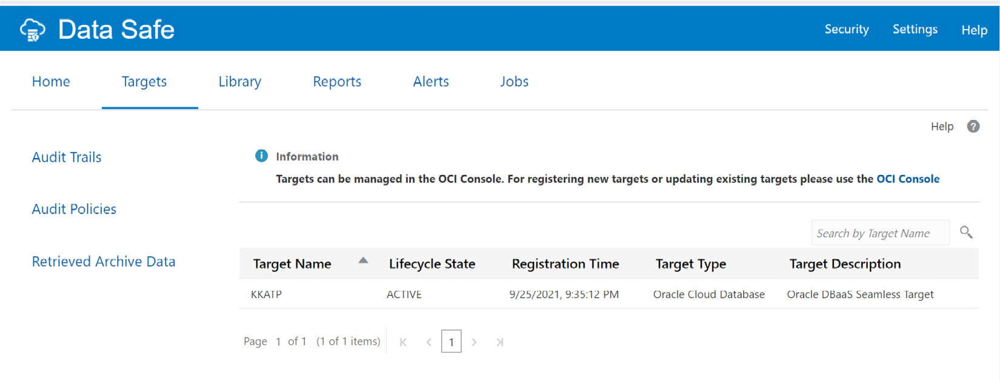 Data Safe
Security Settings Help
Home Targets Library Reports Alerts Jobs
Help ?
Audit Trails
Audit Policies
Retrieved Archive Data
i Information
Targets can be managed in the OCI Console. For registering new targets or updating existing targets please use the OCI Console
Search by Target Name
Target Name Lifecycle State Registration Time Target Type Target Description
KKATP ACTIVE 9/25/2021, 9:35:12 PM Oracle Cloud Database Oracle DBaaS Seamless Target
Page 1 of 1 (1 of 1 items) 1